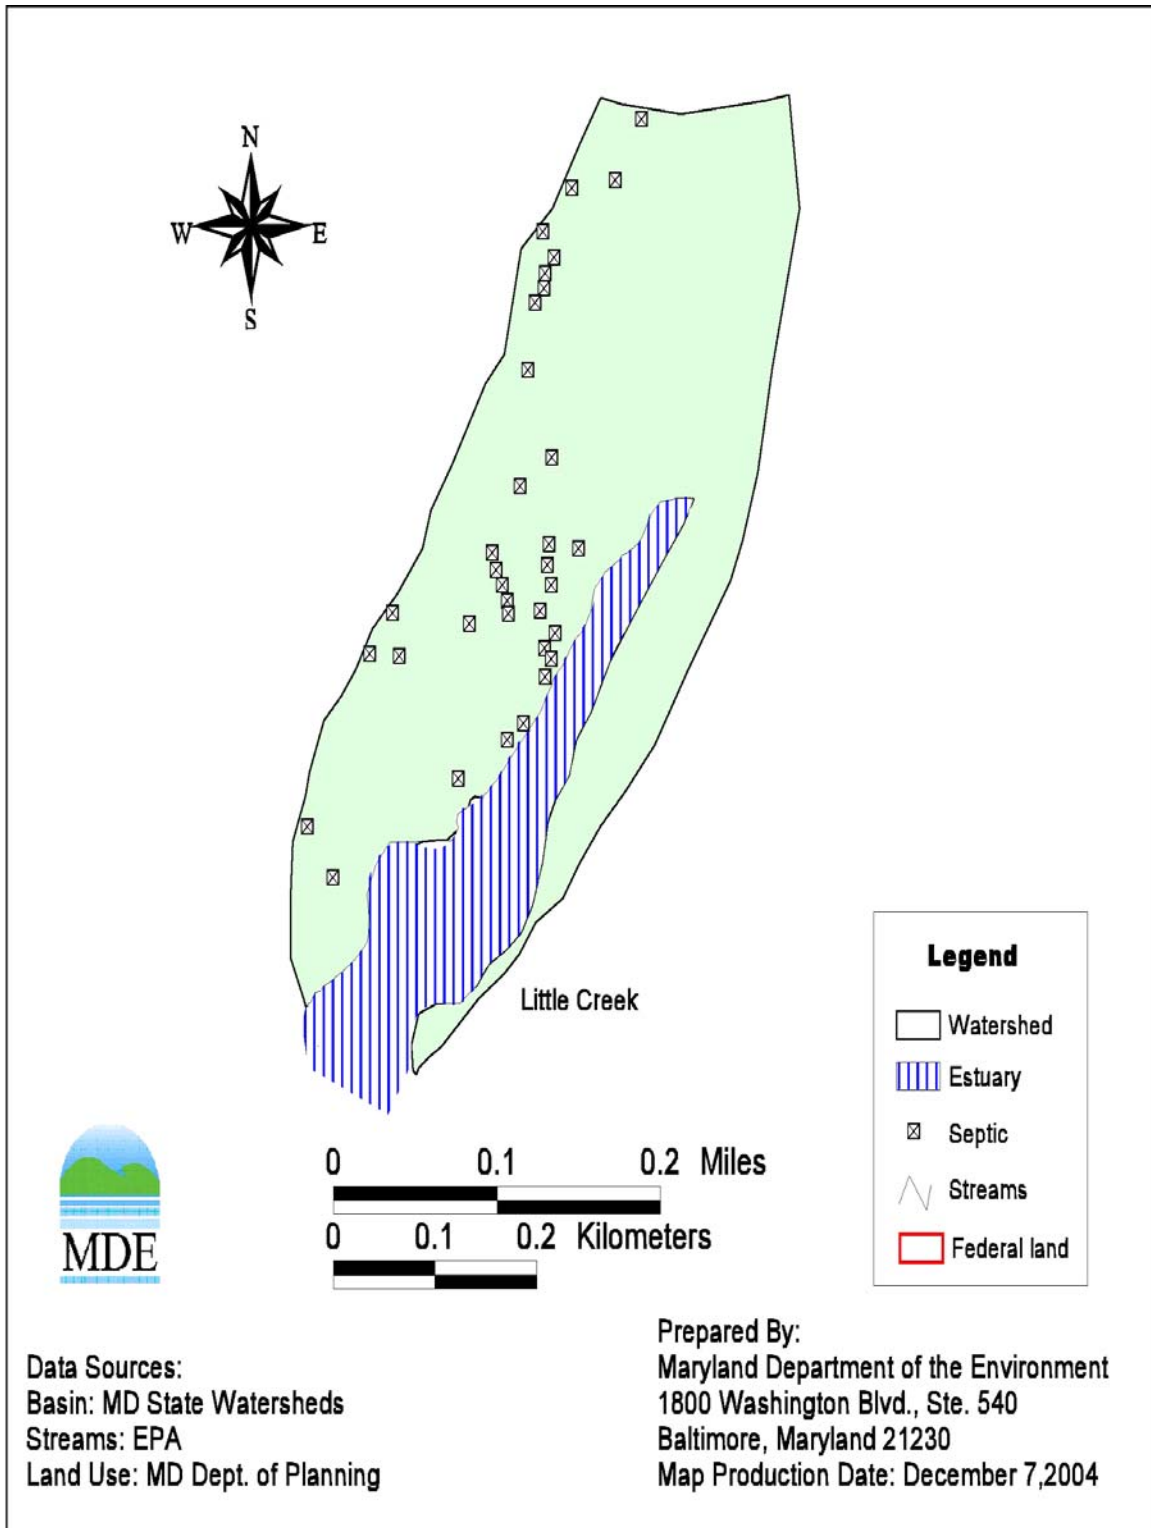 N
W E
S
Little Creek
Legend
Watershed
Estuary
Septic
Streams
Federal land
0 0.1 0.2 Miles
0 0.1 0.2 Kilometers
MDE
Data Sources:
Basin: MD State Watersheds
Streams: EPA
Land Use: MD Dept. of Planning
Prepared By:
Maryland Department of the Environment
1800 Washington Blvd., Ste. 540
Baltimore, Maryland 21230
Map Production Date: December 7,2004